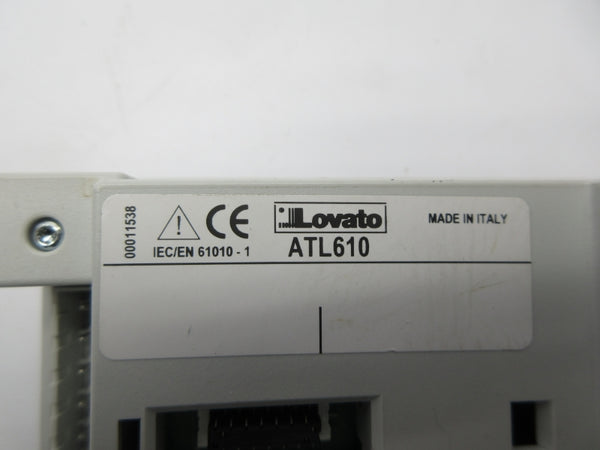 00011538
CE
Lovato
MADE IN ITALY
IEC/EN 61010 - 1
ATL610